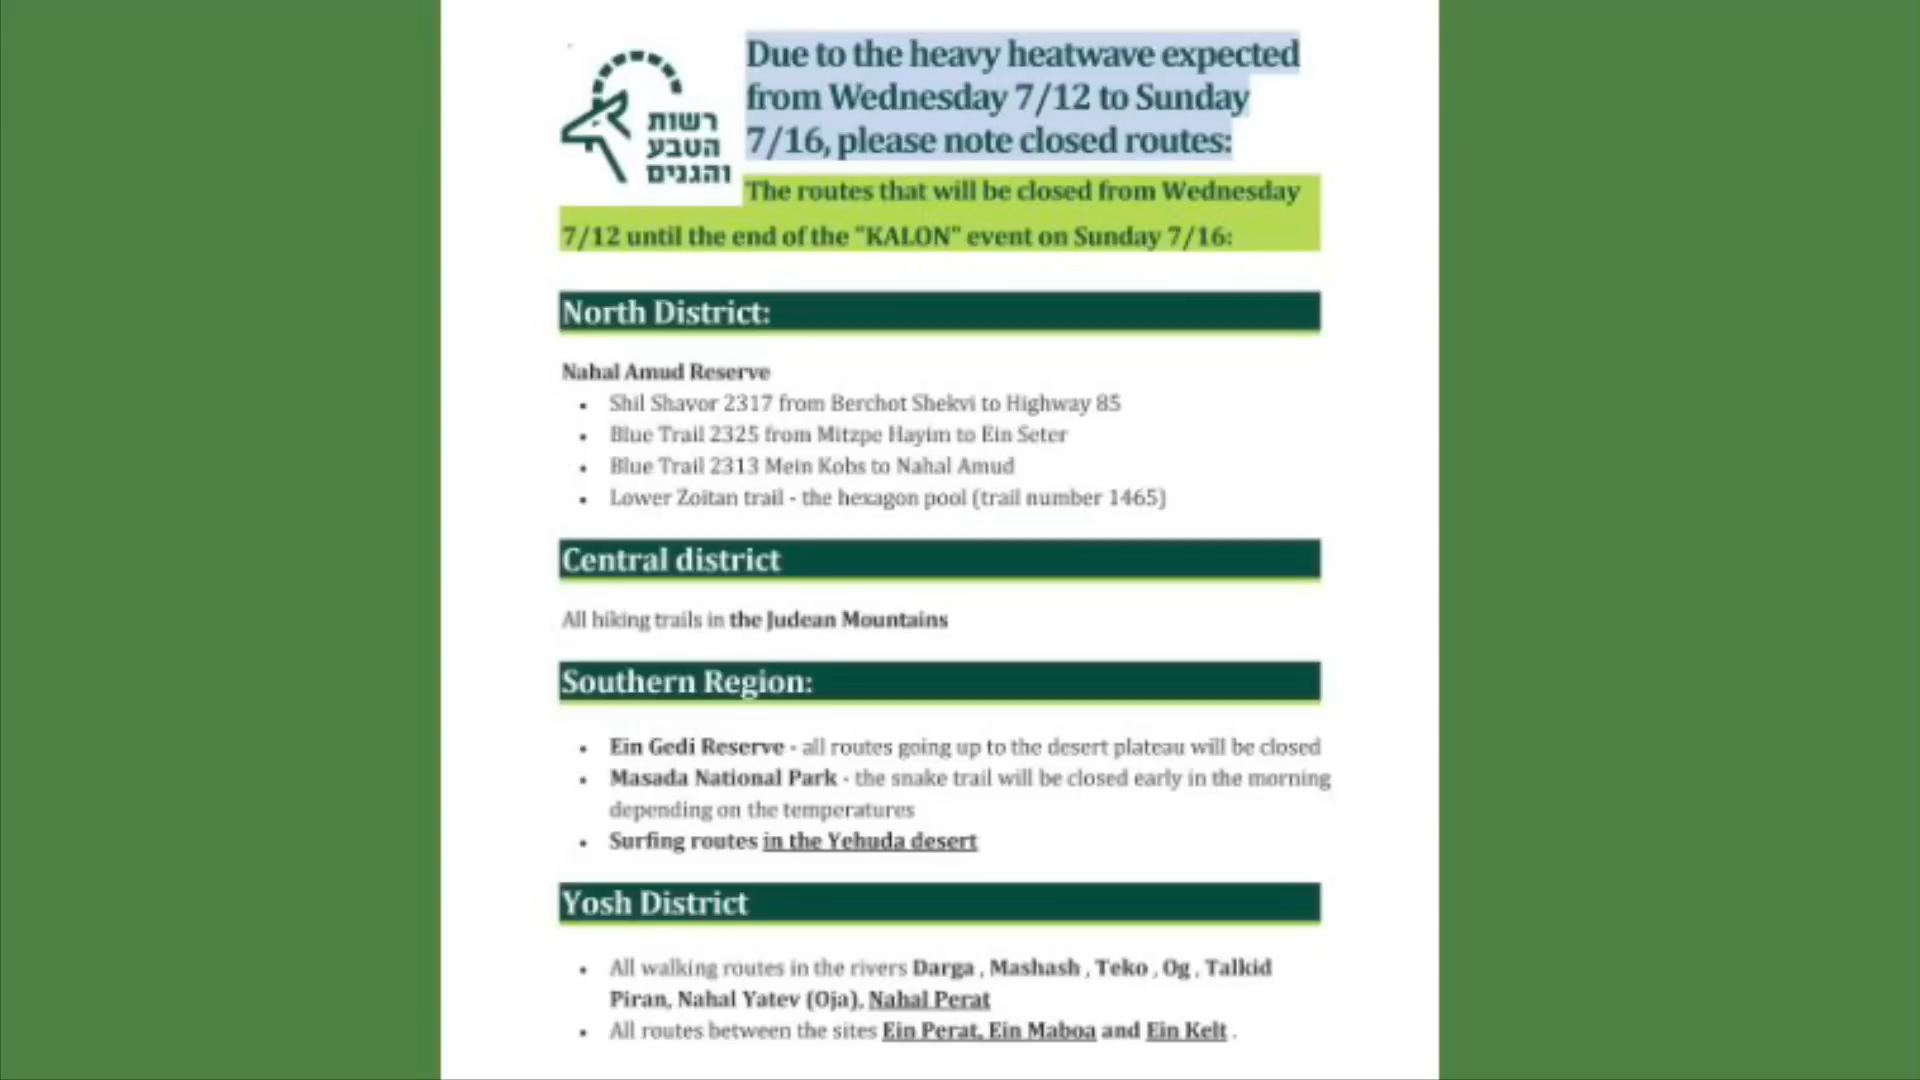 רשות
הטבע
והגנים
Due to the heavy heatwave expected
from Wednesday 7/12 to Sunday
7/16, please note closed routes:
The routes that will be closed from Wednesday
7/12 until the end of the "KALON" event on Sunday 7/16:
North District:
Nahal Amud Reserve
• Shil Shavor 2317 from Berchot Shekvi to Highway 85
• Blue Trail 2325 from Mitzpe Hayim to Ein Seter
• Blue Trail 2313 Mein Kobs to Nahal Amud
• Lower Zoitan trail - the hexagon pool (trail number 1465)
Central district
All hiking trails in the Judean Mountains
Southern Region:
• Ein Gedi Reserve - all routes going up to the desert plateau will be closed
• Masada National Park - the snake trail will be closed early in the morning
depending on the temperatures
• Surfing routes in the Yehuda desert
Yosh District
• All walking routes in the rivers Darga , Mashash , Teko , Og , Talkid
Piran, Nahal Yatev (Oja), Nahal Perat
• All routes between the sites Ein Perat, Ein Maboa and Ein Kelt .